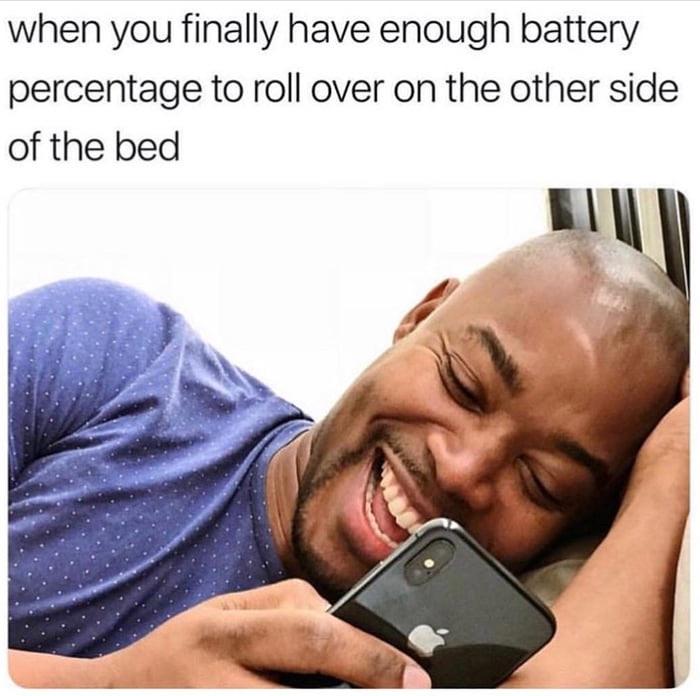 when you finally have enough battery
percentage to roll over on the other side
of the bed